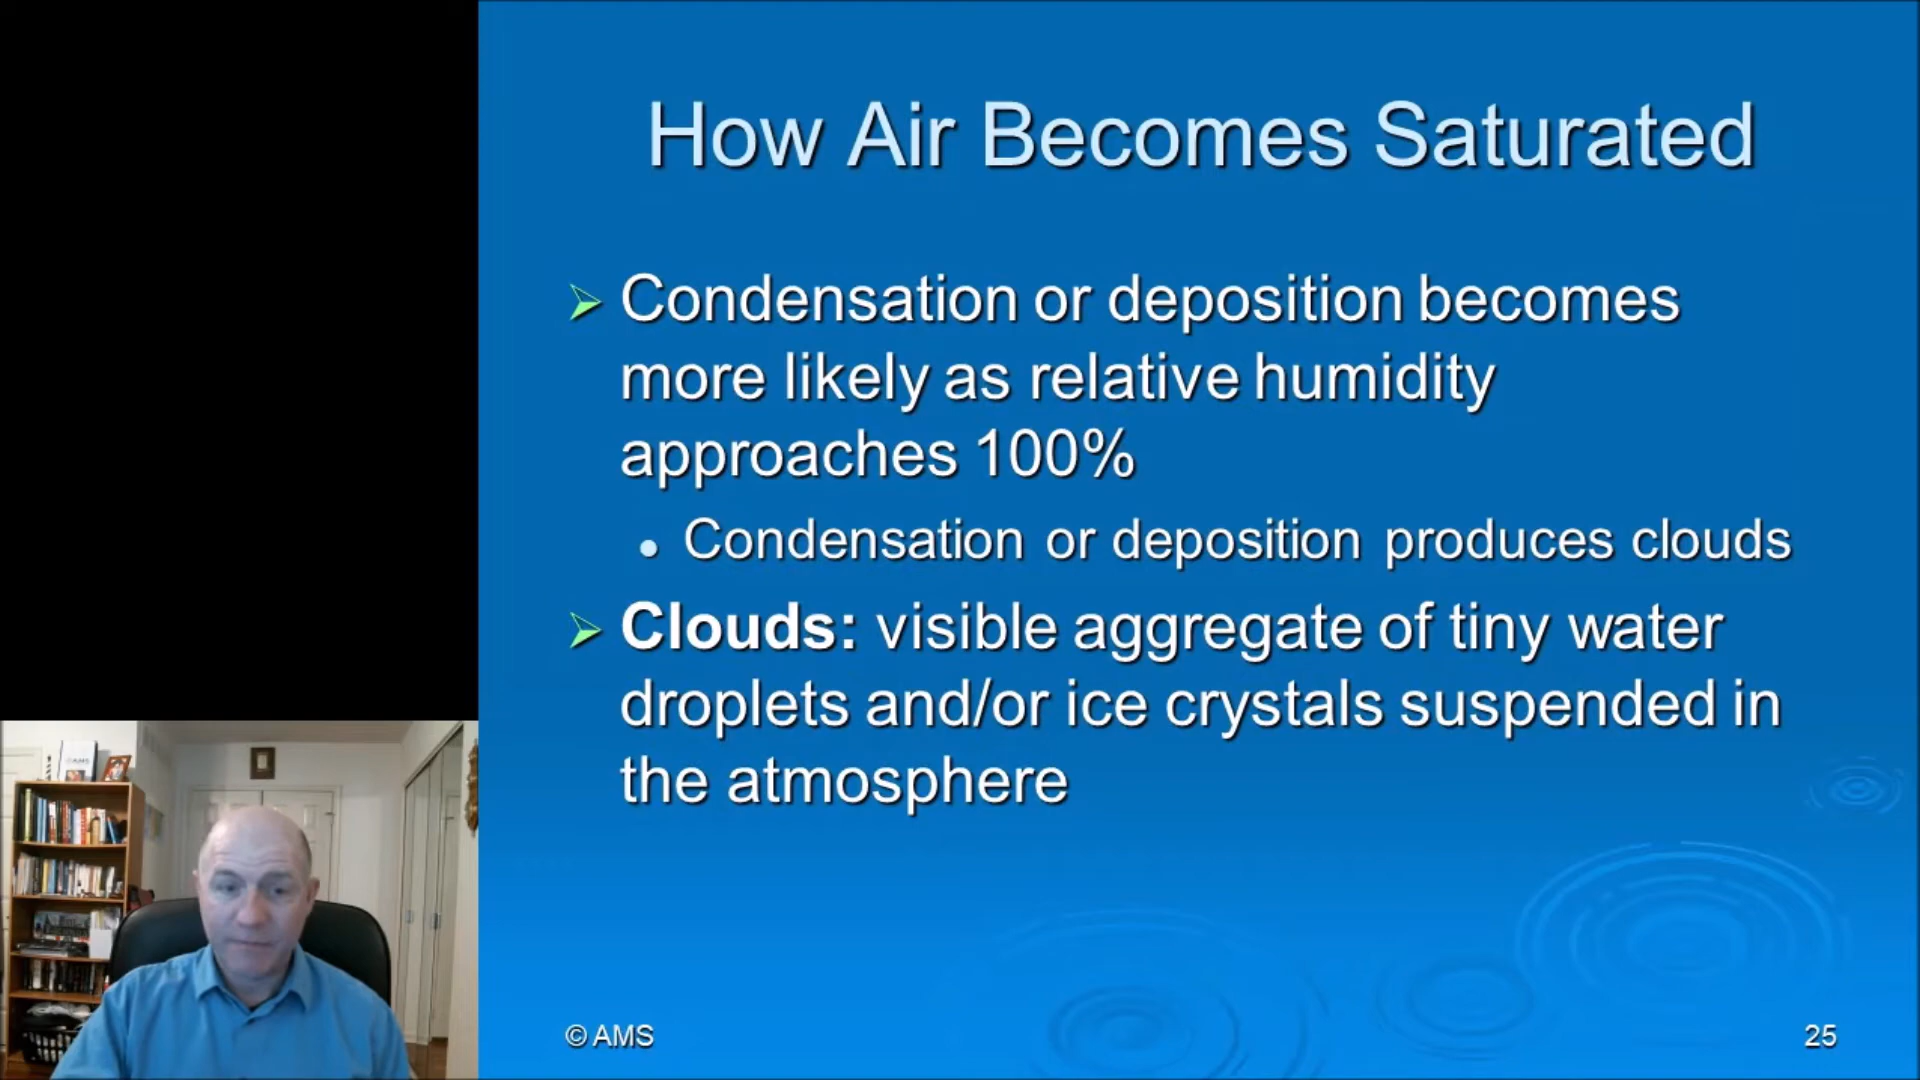 How Air Becomes Saturated
Condensation or deposition becomes
more likely as relative humidity
approaches 100%
Condensation or deposition produces clouds
Clouds: visible aggregate of tiny water
droplets and/or ice crystals suspended in
the atmosphere
© AMS
25